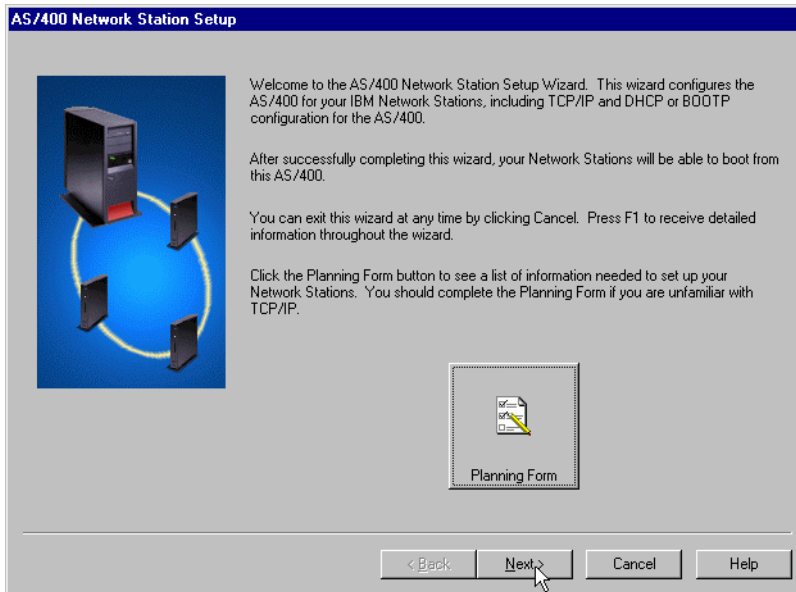 AS/400 Network Station Setup
Welcome to the AS/400 Network Station Setup Wizard. This wizard configures the
AS/400 for your IBM Network Stations, including TCP/IP and DHCP or BOOTP
configuration for the AS/400.
After successfully completing this wizard, your Network Stations will be able to boot from
this AS/400.
You can exit this wizard at any time by clicking Cancel. Press F1 to receive detailed
information throughout the wizard.
Click the Planning Form button to see a list of information needed to set up your
Network Stations. You should complete the Planning Form if you are unfamiliar with
TCP/IP.
Planning Form
< Back
Next >
Cancel
Help